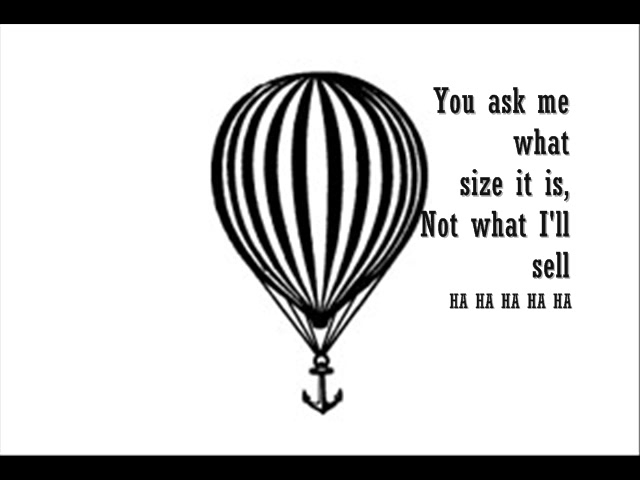 You ask me
what
size it is,
Not what I'll
sell
HA HA HA HA HA